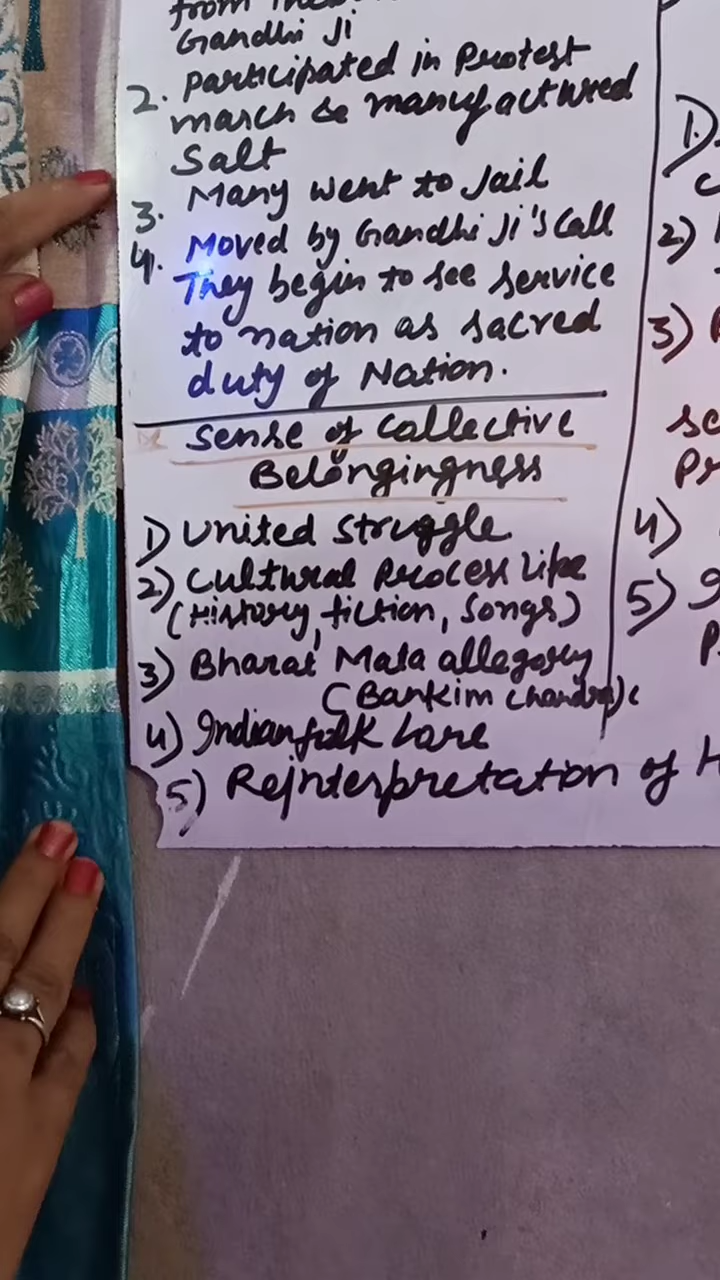 from
Gandhi Ji
2. Participated in Protest
march & manufactured
Salt
3. Many went to Jail
4. Moved by Gandhi Ji's Call
They begin to see service
to nation as sacred
duty of Nation.
Sense of Collective
Belongingness
1) United Struggle
2) Cultural Process Like
(History, fiction, Songs)
3) Bharat Mata allegory
(Bankim Chandra)
4) Indian folk Lore
5) Reinterpretation of H
1).
2)
3)
4)
5)